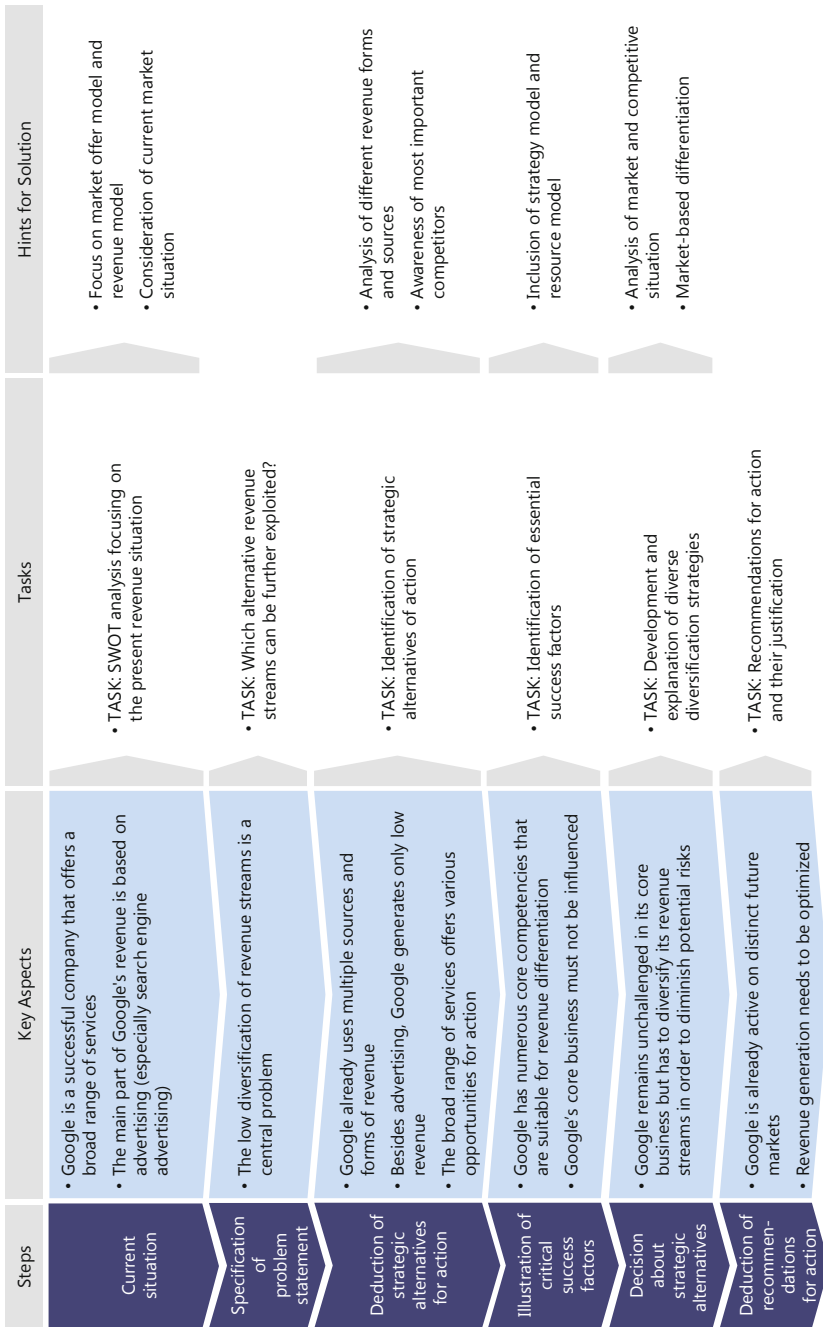 Steps
Key Aspects
Tasks
Hints for Solution
Current
situation
• Google is a successful company that offers a
broad range of services
• The main part of Google's revenue is based on
advertising (especially search engine
advertising)
• TASK: SWOT analysis focusing on
the present revenue situation
• Focus on market offer model and
revenue model
• Consideration of current market
situation
Specification
of
problem
statement
• The low diversification of revenue streams is a
central problem
• TASK: Which alternative revenue
streams can be further exploited?
Deduction of
strategic
alternatives
for action
• Google already uses multiple sources and
forms of revenue
• Besides advertising, Google generates only low
revenue
• The broad range of services offers various
opportunities for action
• TASK: Identification of strategic
alternatives of action
• Analysis of different revenue forms
and sources
• Awareness of most important
competitors
Illustration of
critical
success
factors
• Google has numerous core competencies that
are suitable for revenue differentiation
• Google's core business must not be influenced
• TASK: Identification of essential
success factors
• Inclusion of strategy model and
resource model
Decision
about
strategic
alternatives
• Google remains unchallenged in its core
business but has to diversify its revenue
streams in order to diminish potential risks
• TASK: Development and
explanation of diverse
diversification strategies
• Analysis of market and competitive
situation
• Market-based differentiation
Deduction of
recommen-
dations
for action
• Google is already active on distinct future
markets
• Revenue generation needs to be optimized
• TASK: Recommendations for action
and their justification